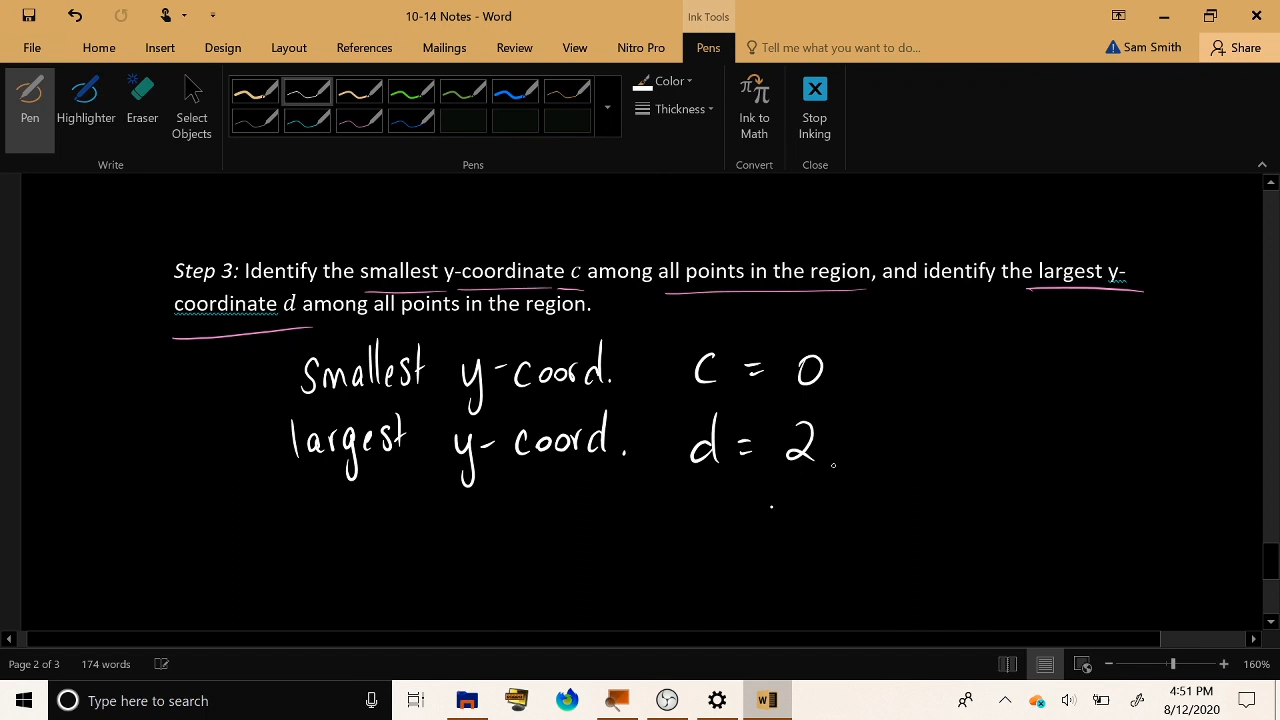 10-14 Notes - Word
Ink Tools
File Home Insert Design Layout References Mailings Review View Nitro Pro Pens Tell me what you want to do... Sam Smith Share
Pen Highlighter Eraser Select Objects
Color
Thickness
Ink to Math
Stop Inking
Write Pens Convert Close
Step 3: Identify the smallest y-coordinate c among all points in the region, and identify the largest y-
coordinate d among all points in the region.
smallest y-coord. c = 0
largest y-coord. d = 2.
Page 2 of 3 174 words 160%
Type here to search
4:51 PM
8/12/2020